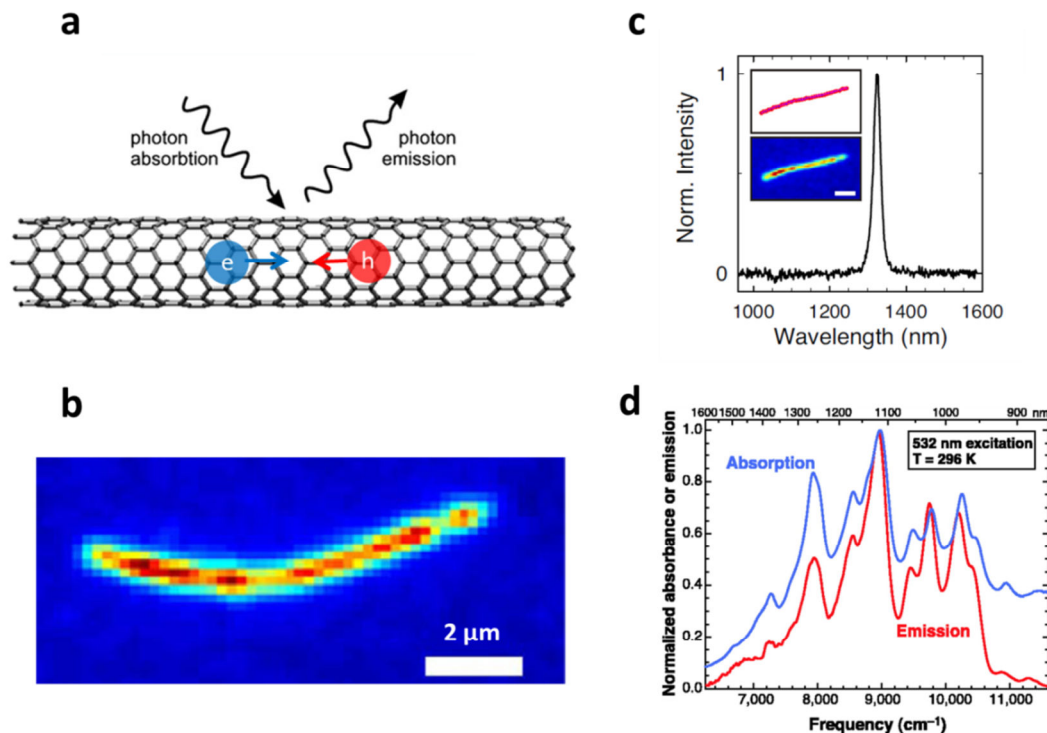 a
photon
absorbtion
photon
emission
e
h
b
2 μm
c
Norm. Intensity
1
0
1000
1200
1400
1600
Wavelength (nm)
d
1600 1500 1400 1300 1200 1100 1000 900 nm
Normalized absorbance or emission
1.0
0.8
0.6
0.4
0.2
0.0
532 nm excitation
T = 296 K
Absorption
Emission
7,000 8,000 9,000 10,000 11,000
Frequency (cm⁻¹)